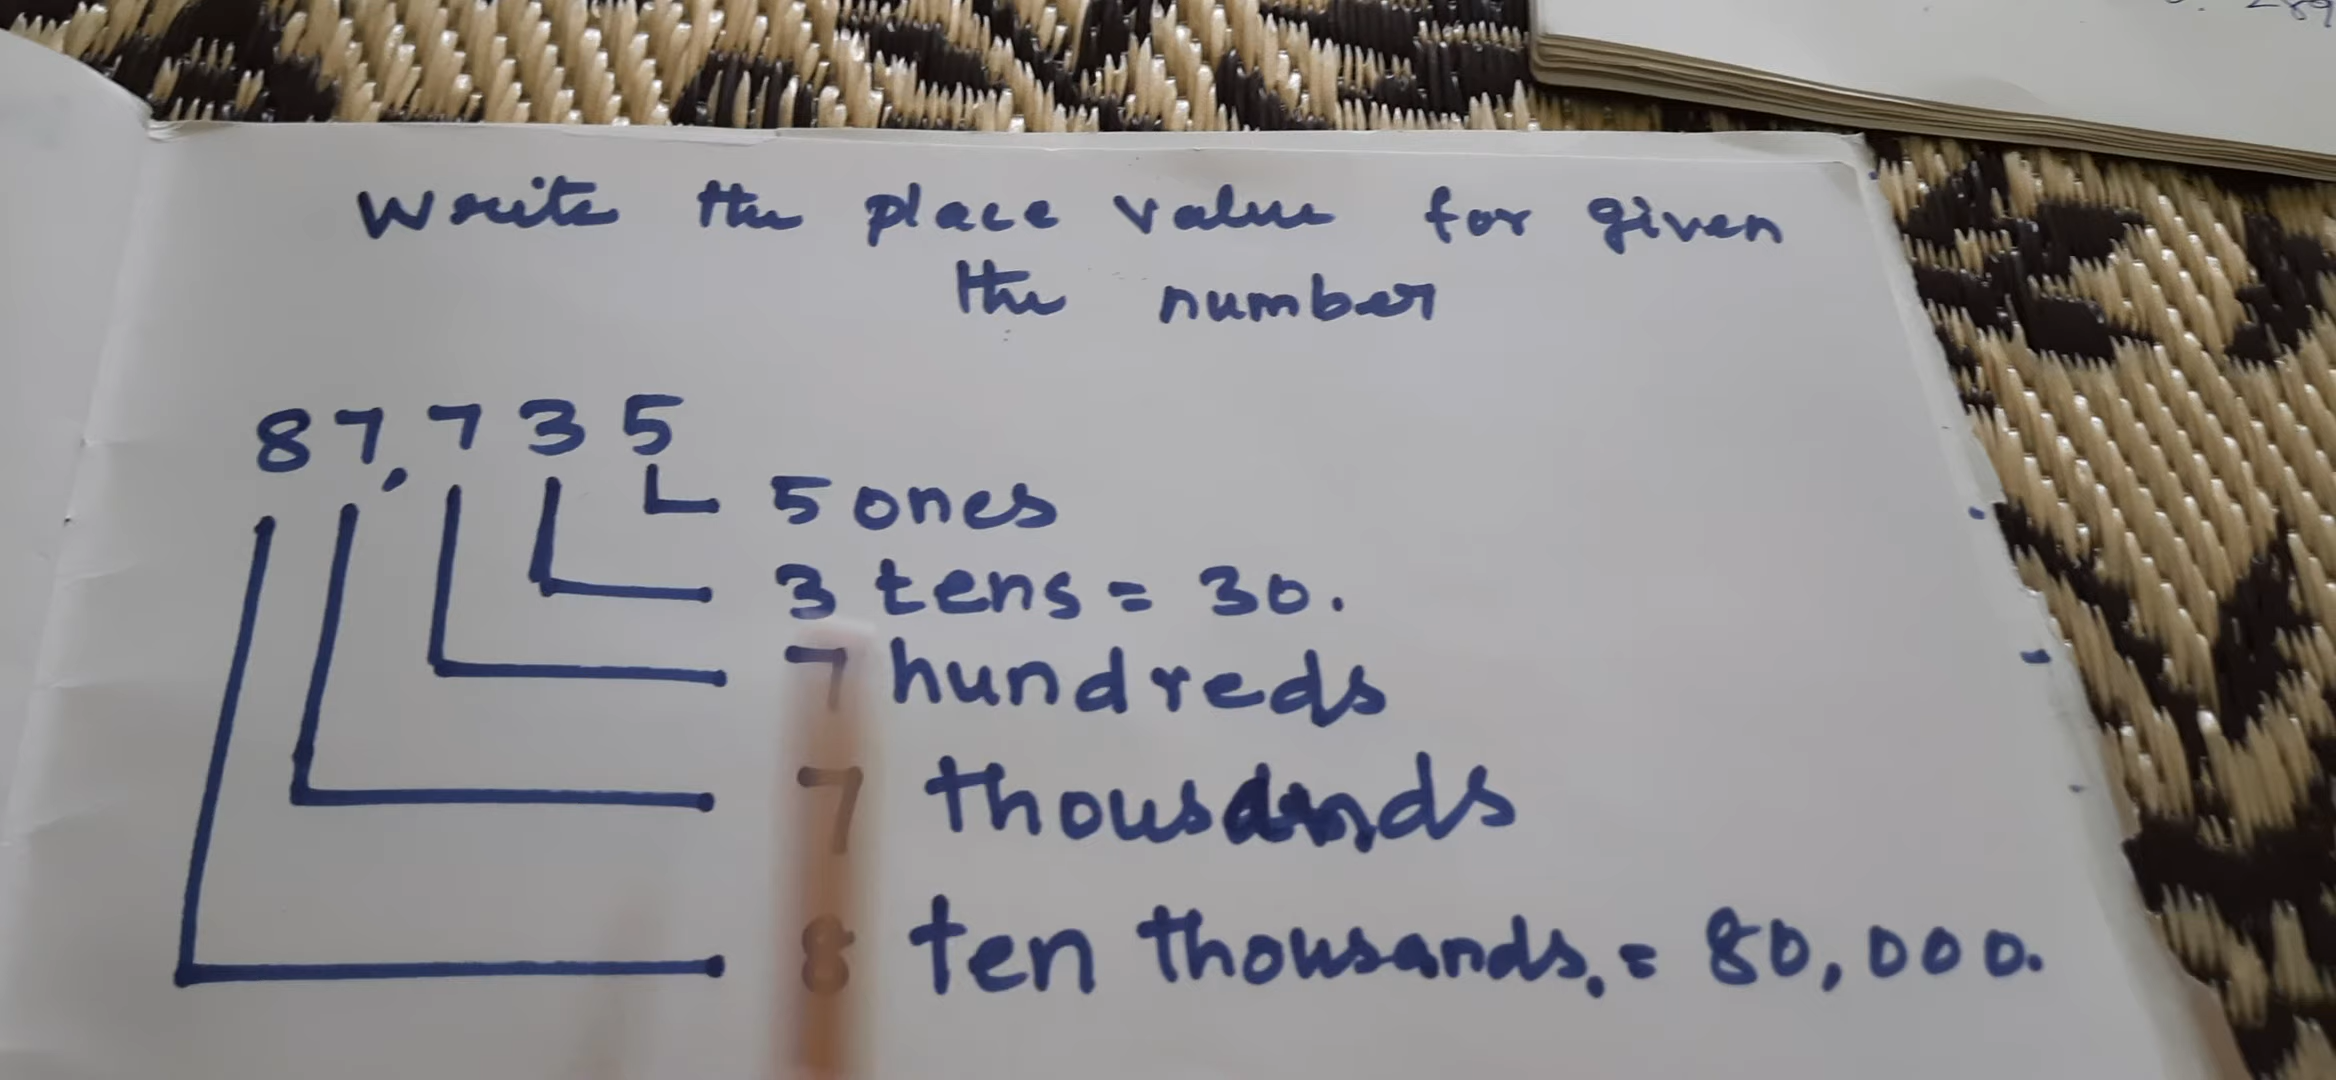 Write the place value for given
the number
87,735
5 ones
3 tens = 30.
7 hundreds
7 thousands
8 ten thousands. = 80,000.